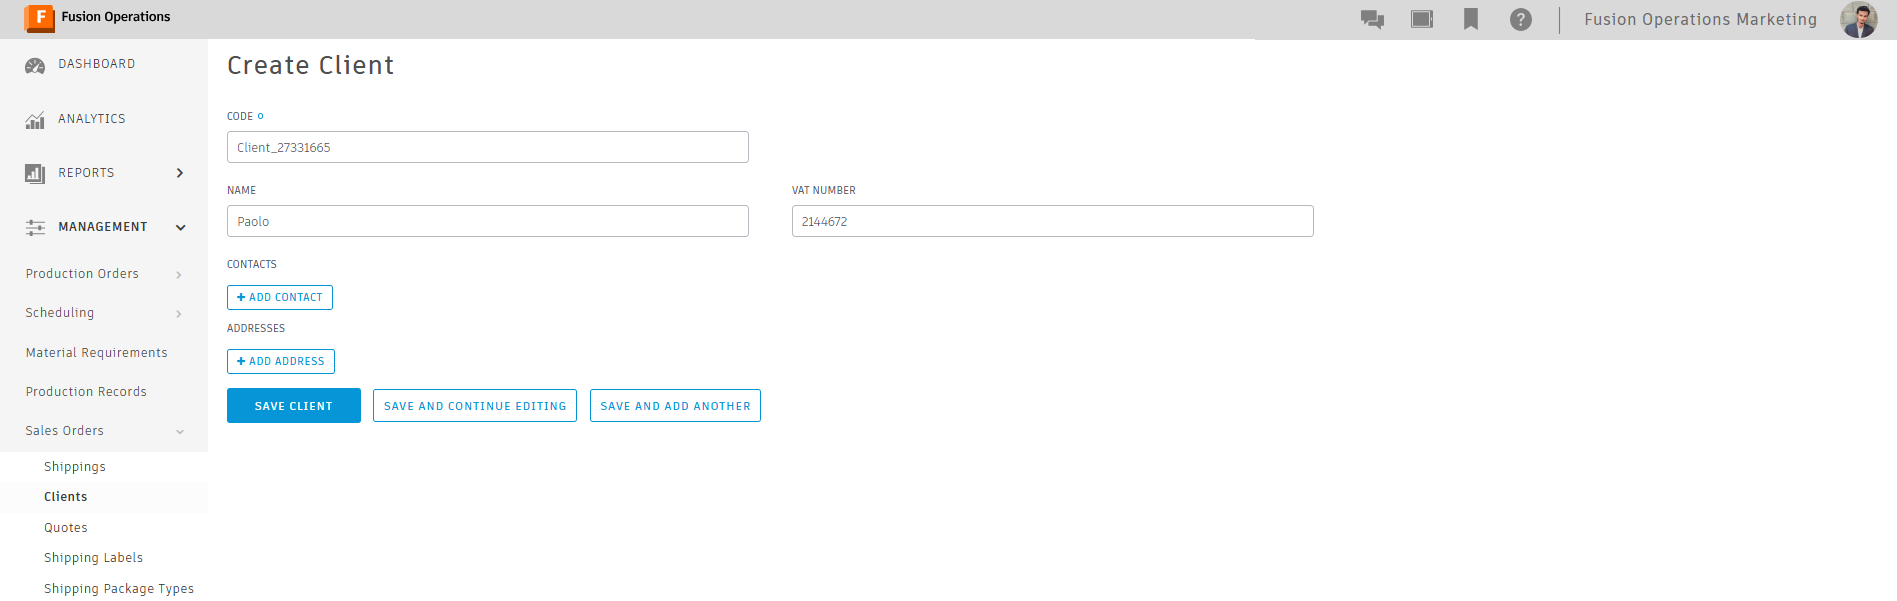 F Fusion Operations
? Fusion Operations Marketing
DASHBOARD
ANALYTICS
REPORTS
MANAGEMENT
Production Orders
Scheduling
Material Requirements
Production Records
Sales Orders
Shippings
Clients
Quotes
Shipping Labels
Shipping Package Types
Create Client
CODE
Client_27331665
NAME
Paolo
VAT NUMBER
2144672
CONTACTS
+ ADD CONTACT
ADDRESSES
+ ADD ADDRESS
SAVE CLIENT
SAVE AND CONTINUE EDITING
SAVE AND ADD ANOTHER